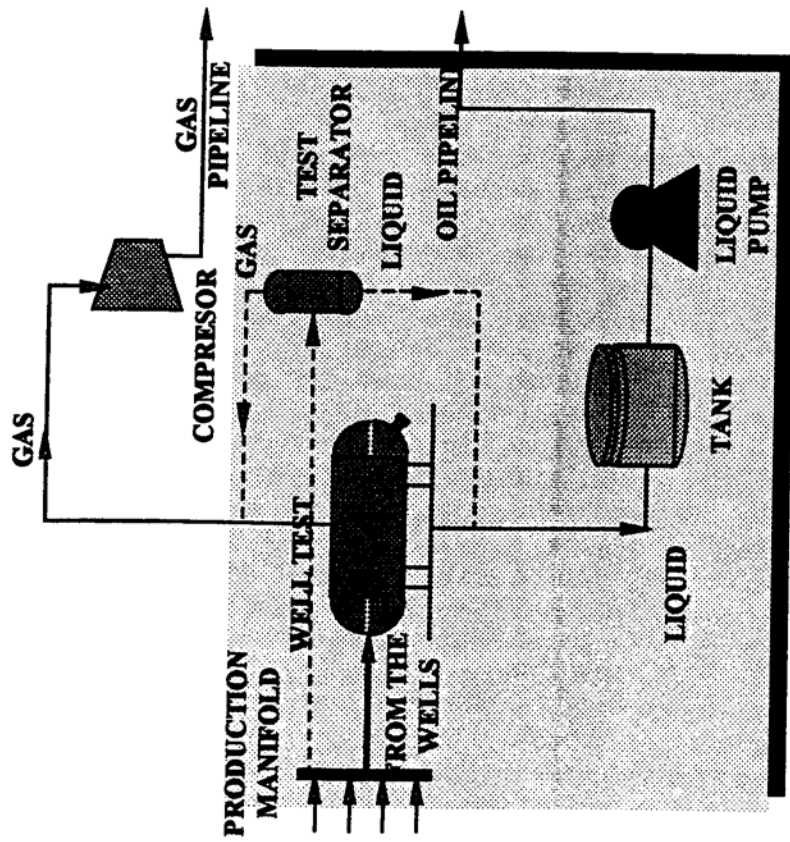 GAS
GAS
PIPELINE
COMPRESOR
PRODUCTION
MANIFOLD
GAS
WELL TEST
TEST
SEPARATOR
LIQUID
FROM THE
WELLS
OIL PIPELIN
LIQUID
TANK
LIQUID
PUMP